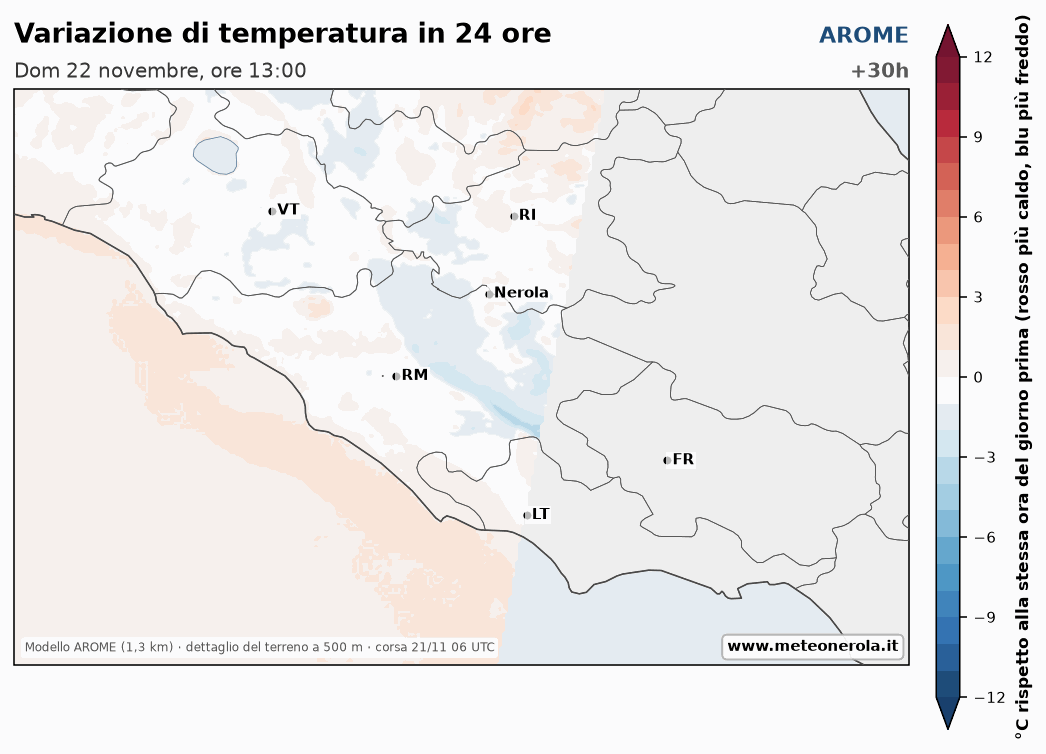 Variazione di temperatura in 24 ore
AROME
Dom 22 novembre, ore 13:00
+30h
VT
RI
Nerola
RM
FR
LT
Modello AROME (1,3 km) · dettaglio del terreno a 500 m · corsa 21/11 06 UTC
www.meteonerola.it
12
9
6
3
0
−3
−6
−9
−12
°C rispetto alla stessa ora del giorno prima (rosso più caldo, blu più freddo)